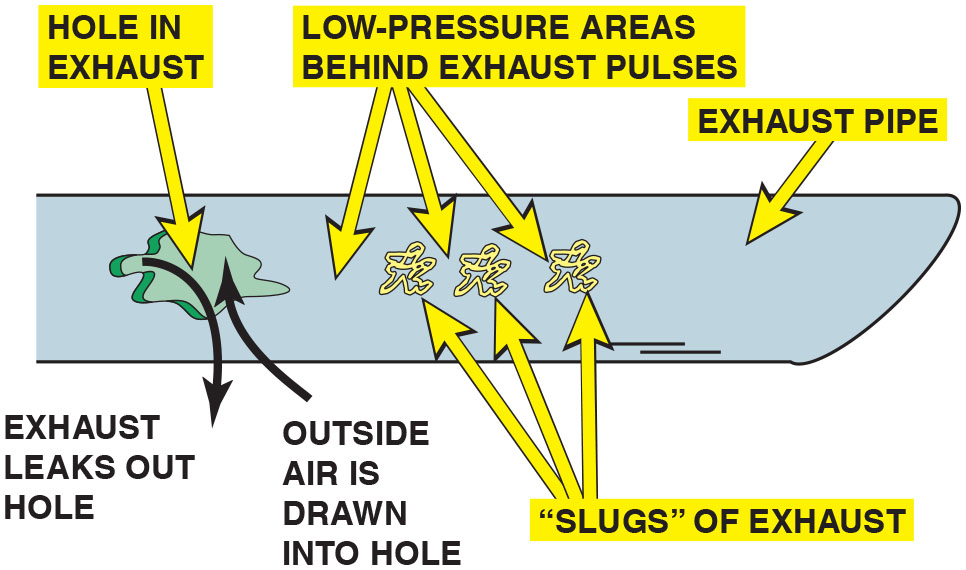 HOLE IN
EXHAUST
LOW-PRESSURE AREAS
BEHIND EXHAUST PULSES
EXHAUST PIPE
EXHAUST
LEAKS OUT
HOLE
OUTSIDE
AIR IS
DRAWN
INTO HOLE
“SLUGS” OF EXHAUST